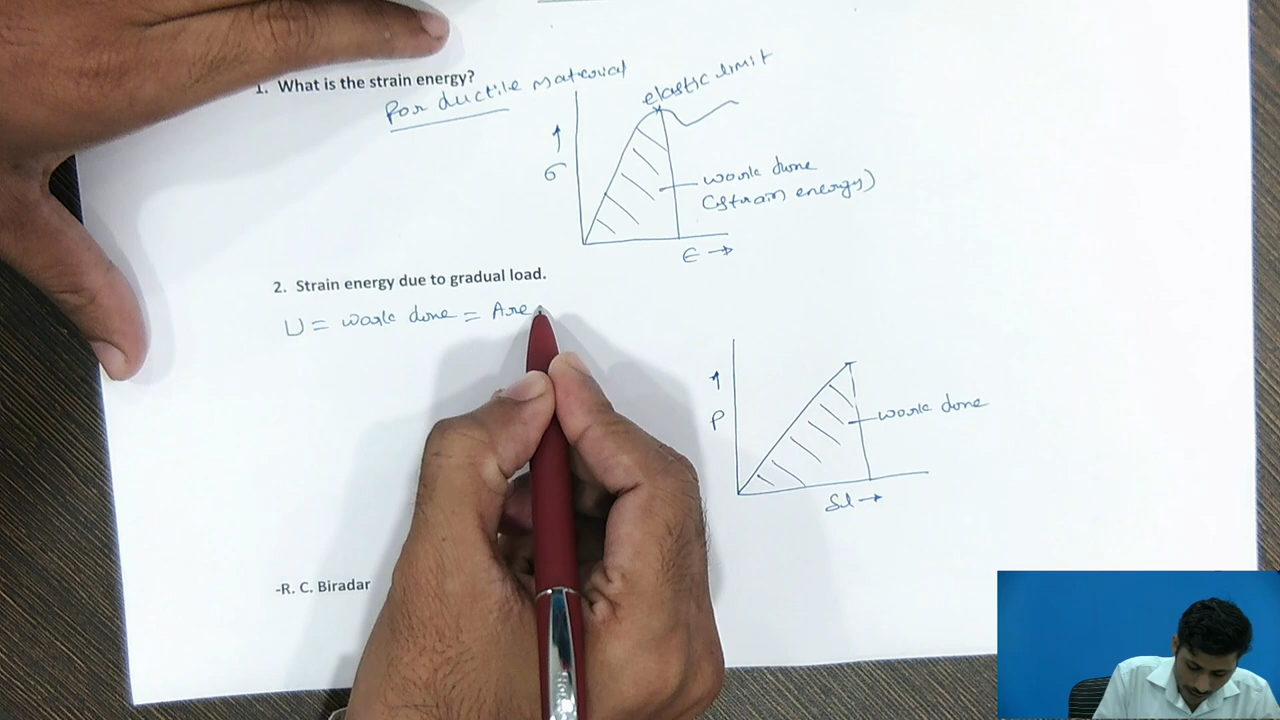 1. What is the strain energy?
For ductile material
elastic limit
↑
σ
work done
(strain energy)
ε →
2. Strain energy due to gradual load.
U = work done = Are
↑
P
work done
δl →
-R. C. Biradar